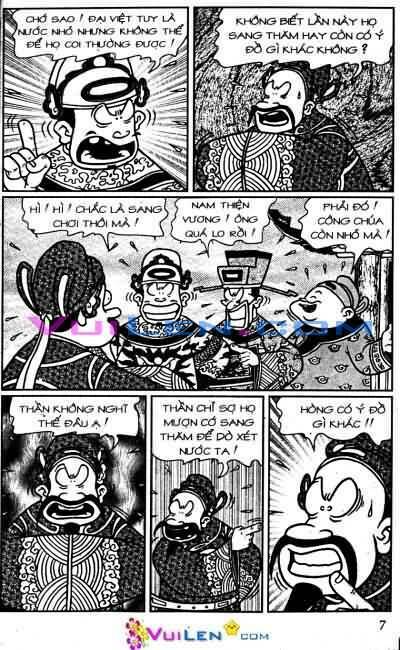 CHỚ SAO! ĐẠI VIỆT TUY LÀ
NƯỚC NHỎ NHƯNG KHÔNG THỂ
ĐỂ HỌ COI THƯỜNG ĐƯỢC!
KHÔNG BIẾT LẦN NÀY HỌ
SANG THĂM HAY CÒN CÓ Ý
ĐỒ GÌ KHÁC KHÔNG?
HÌ! HÌ! CHẮC LÀ SANG
CHƠI THÔI MÀ!
NAM THIỆN
VƯƠNG! ÔNG
QUÁ LO RỒI!
PHẢI ĐÓ!
CÔNG CHÚA
CÒN NHỎ MÀ!
VUILEN.COM
THẦN KHÔNG NGHĨ
THẾ ĐÂU Ạ!
THẦN CHỈ SỢ HỌ
MƯỢN CỚ SANG
THĂM ĐỂ DÒ XÉT
NƯỚC TA!
HÒNG CÓ Ý ĐỒ
GÌ KHÁC!!
7
VUILEN.COM